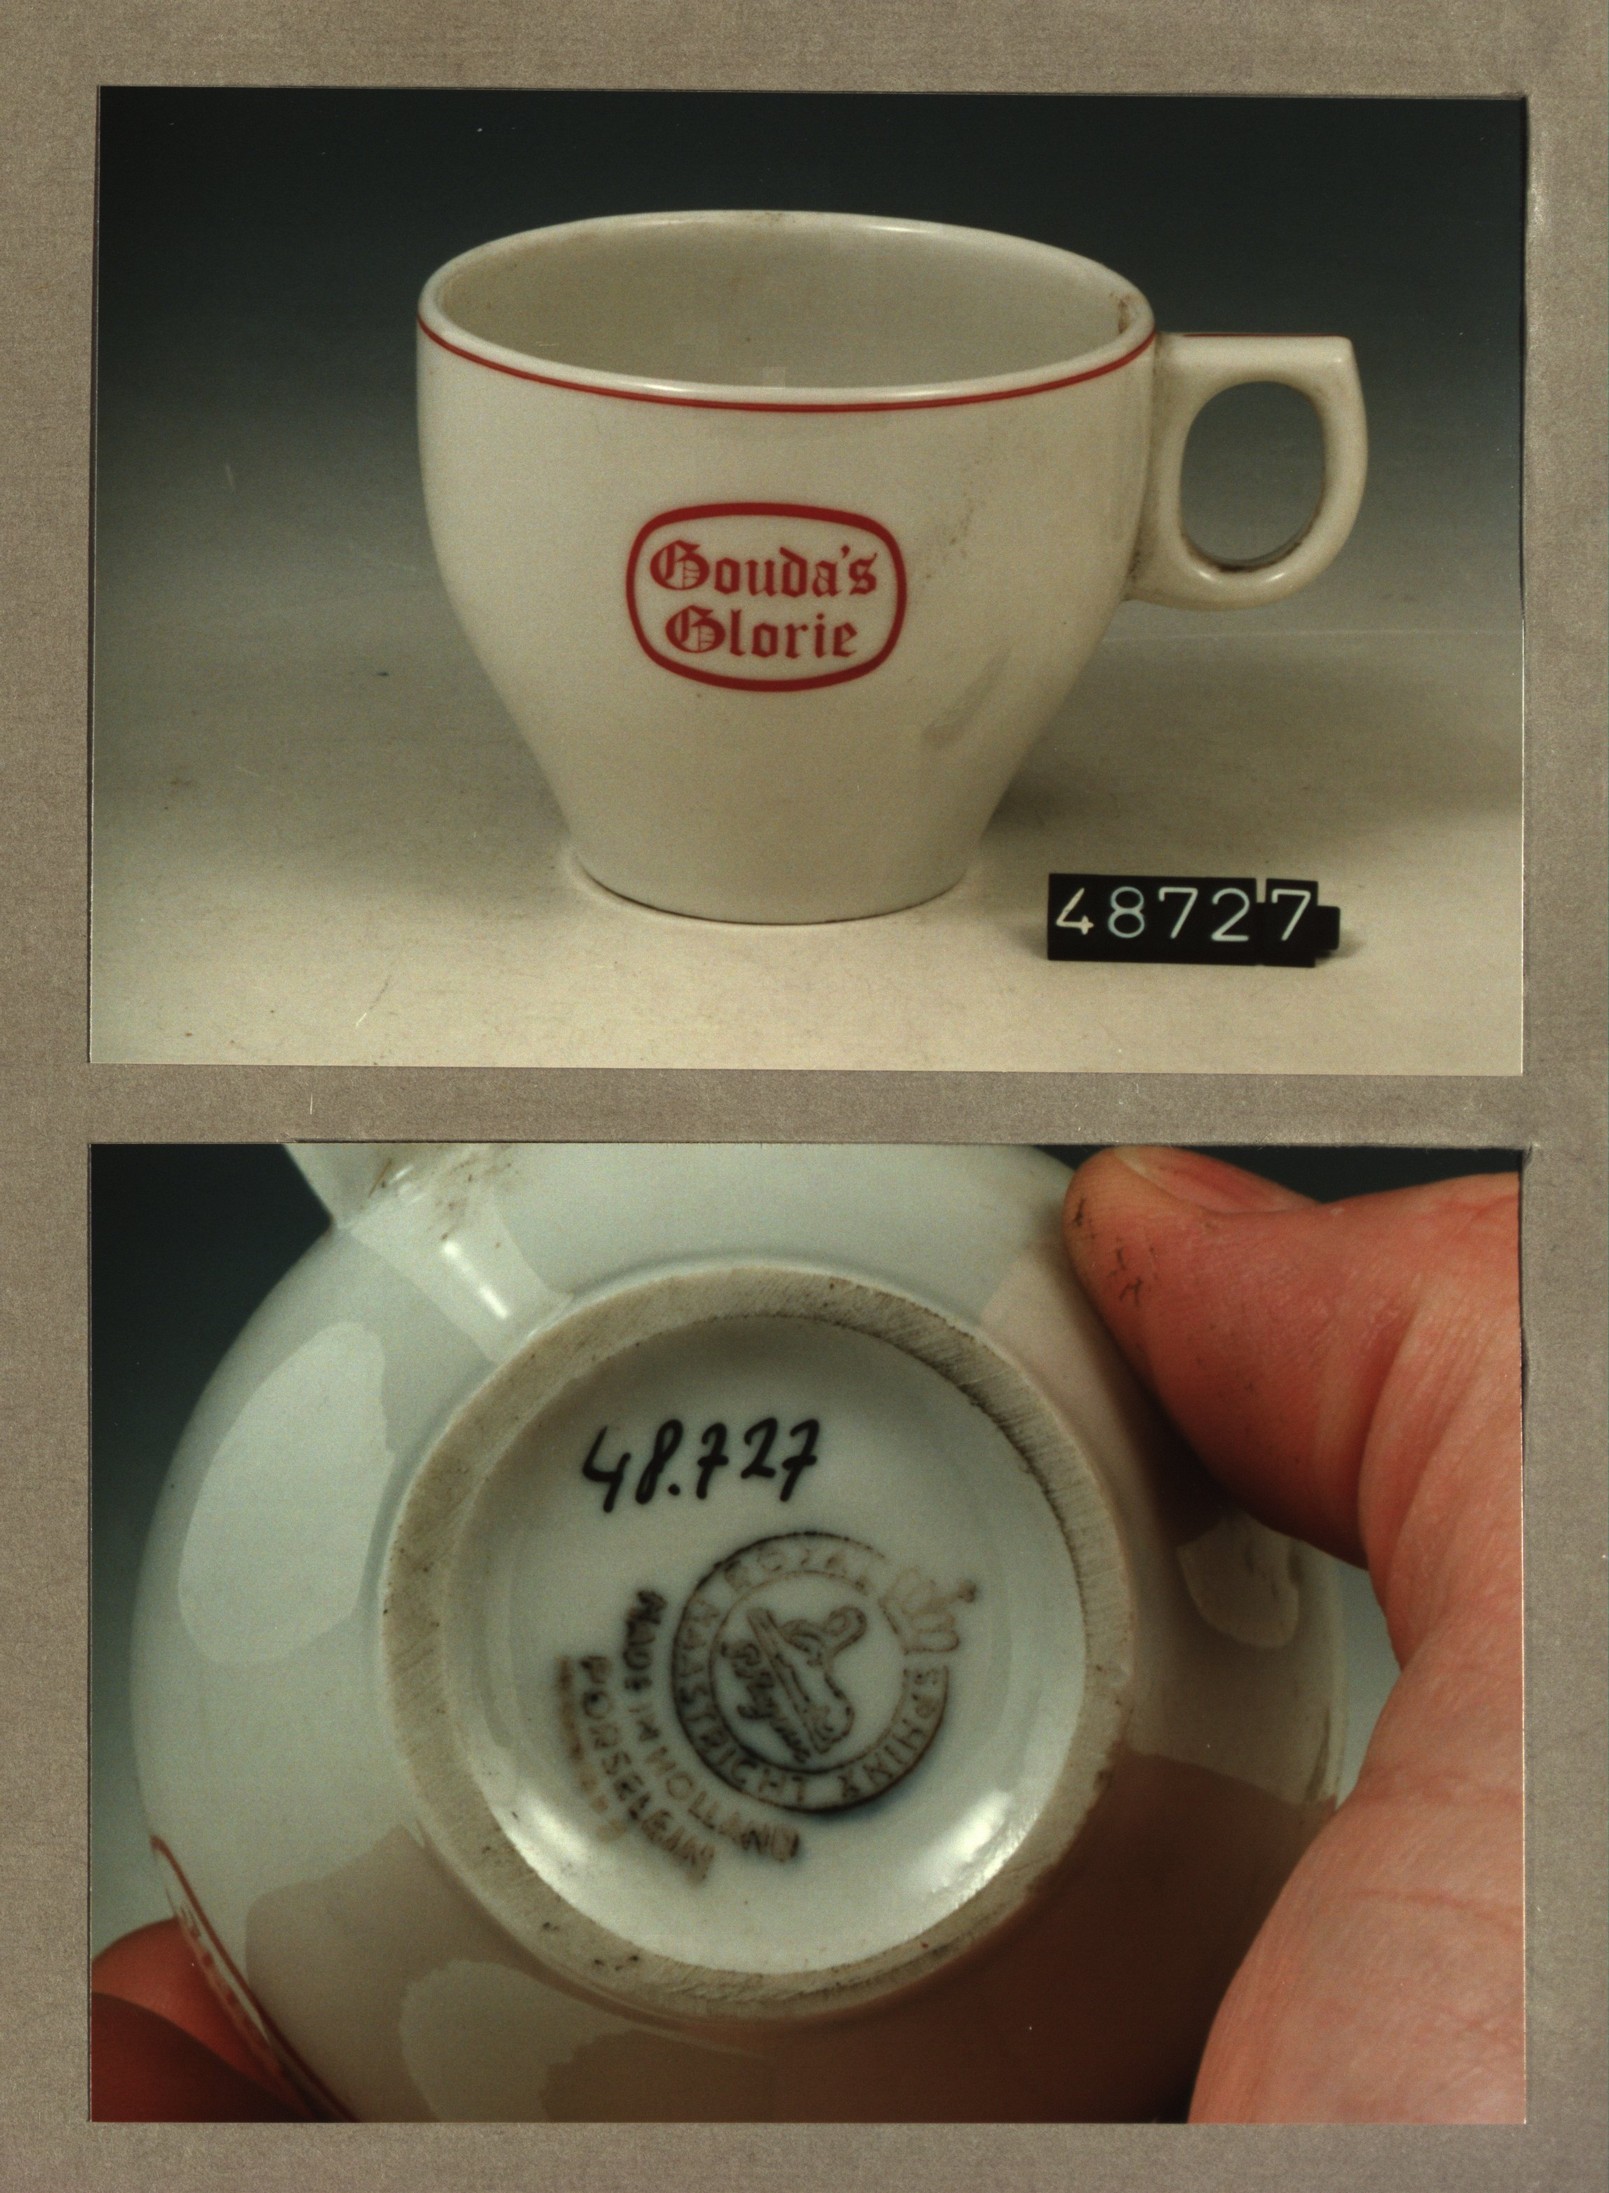 Gouda's
Glorie
48727
48.727
ROYAL
SPHINX
MAASTRICHT
MADE IN HOLLAND
PORSELEIN